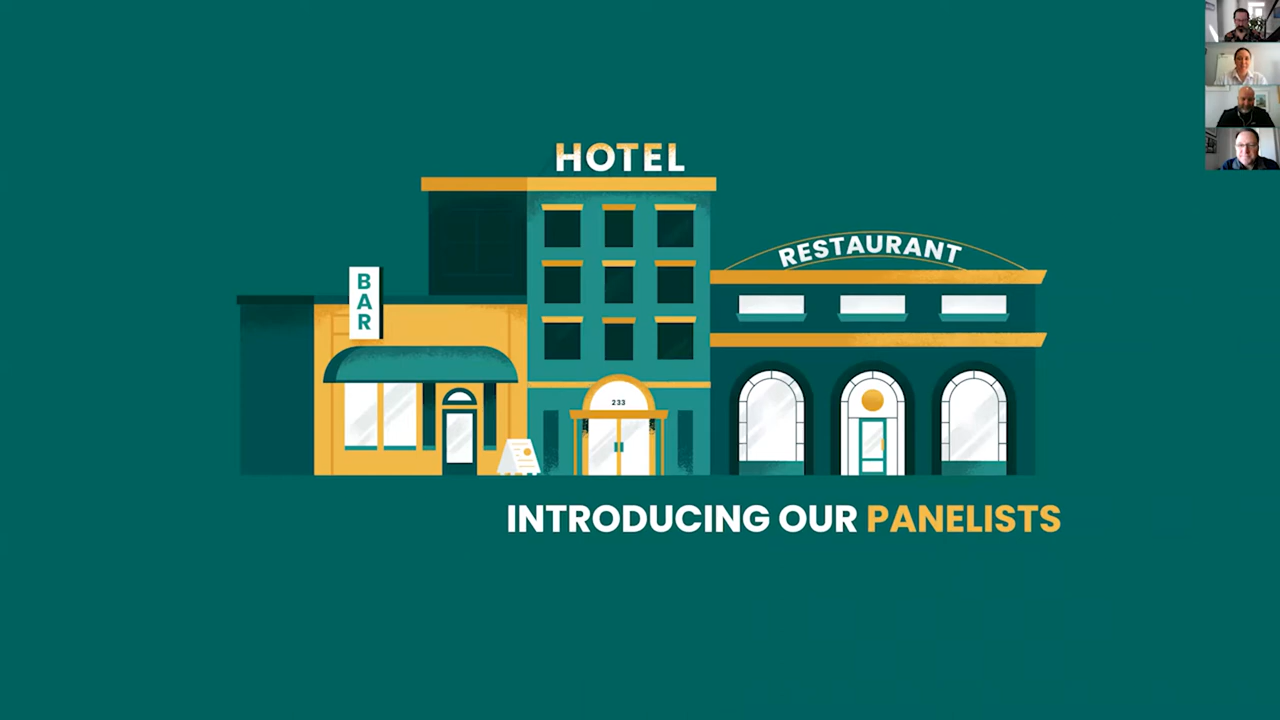 HOTEL
RESTAURANT
BAR
233
INTRODUCING OUR PANELISTS